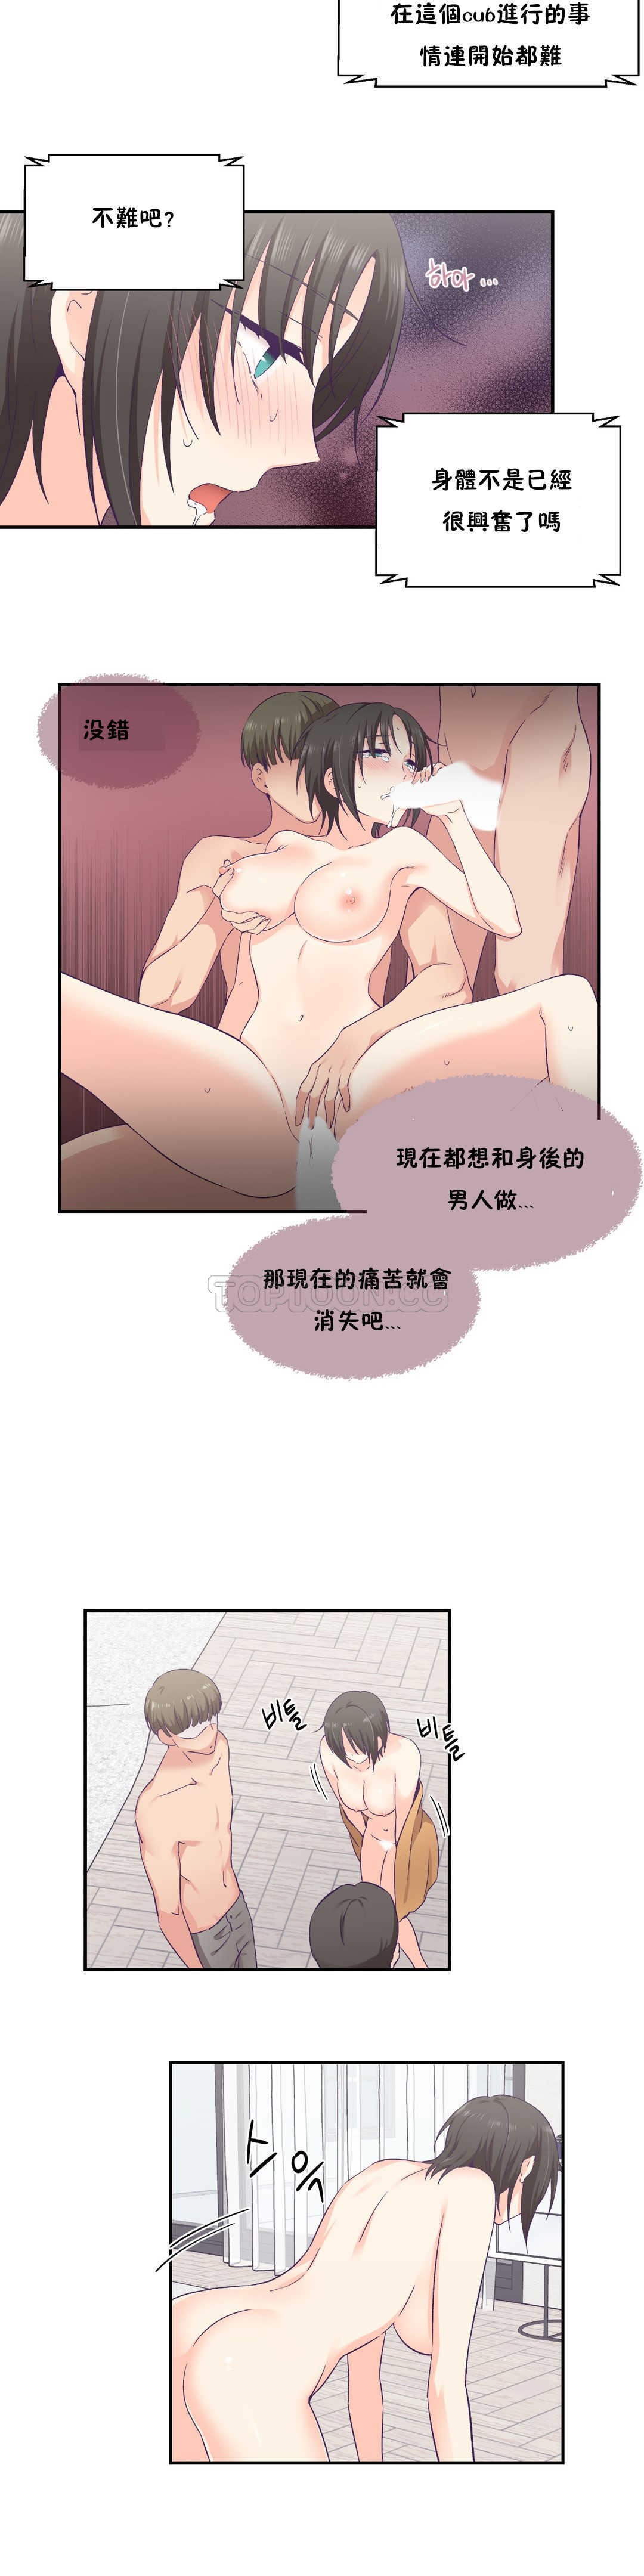 在這個cub進行的事
情連開始都難
不難吧?
하아...
身體不是已經
很興奮了嗎
没錯
現在都想和身後的
男人做...
那現在的痛苦就會
消失吧...
TOPTOON.CC
비틀
비틀
스윽